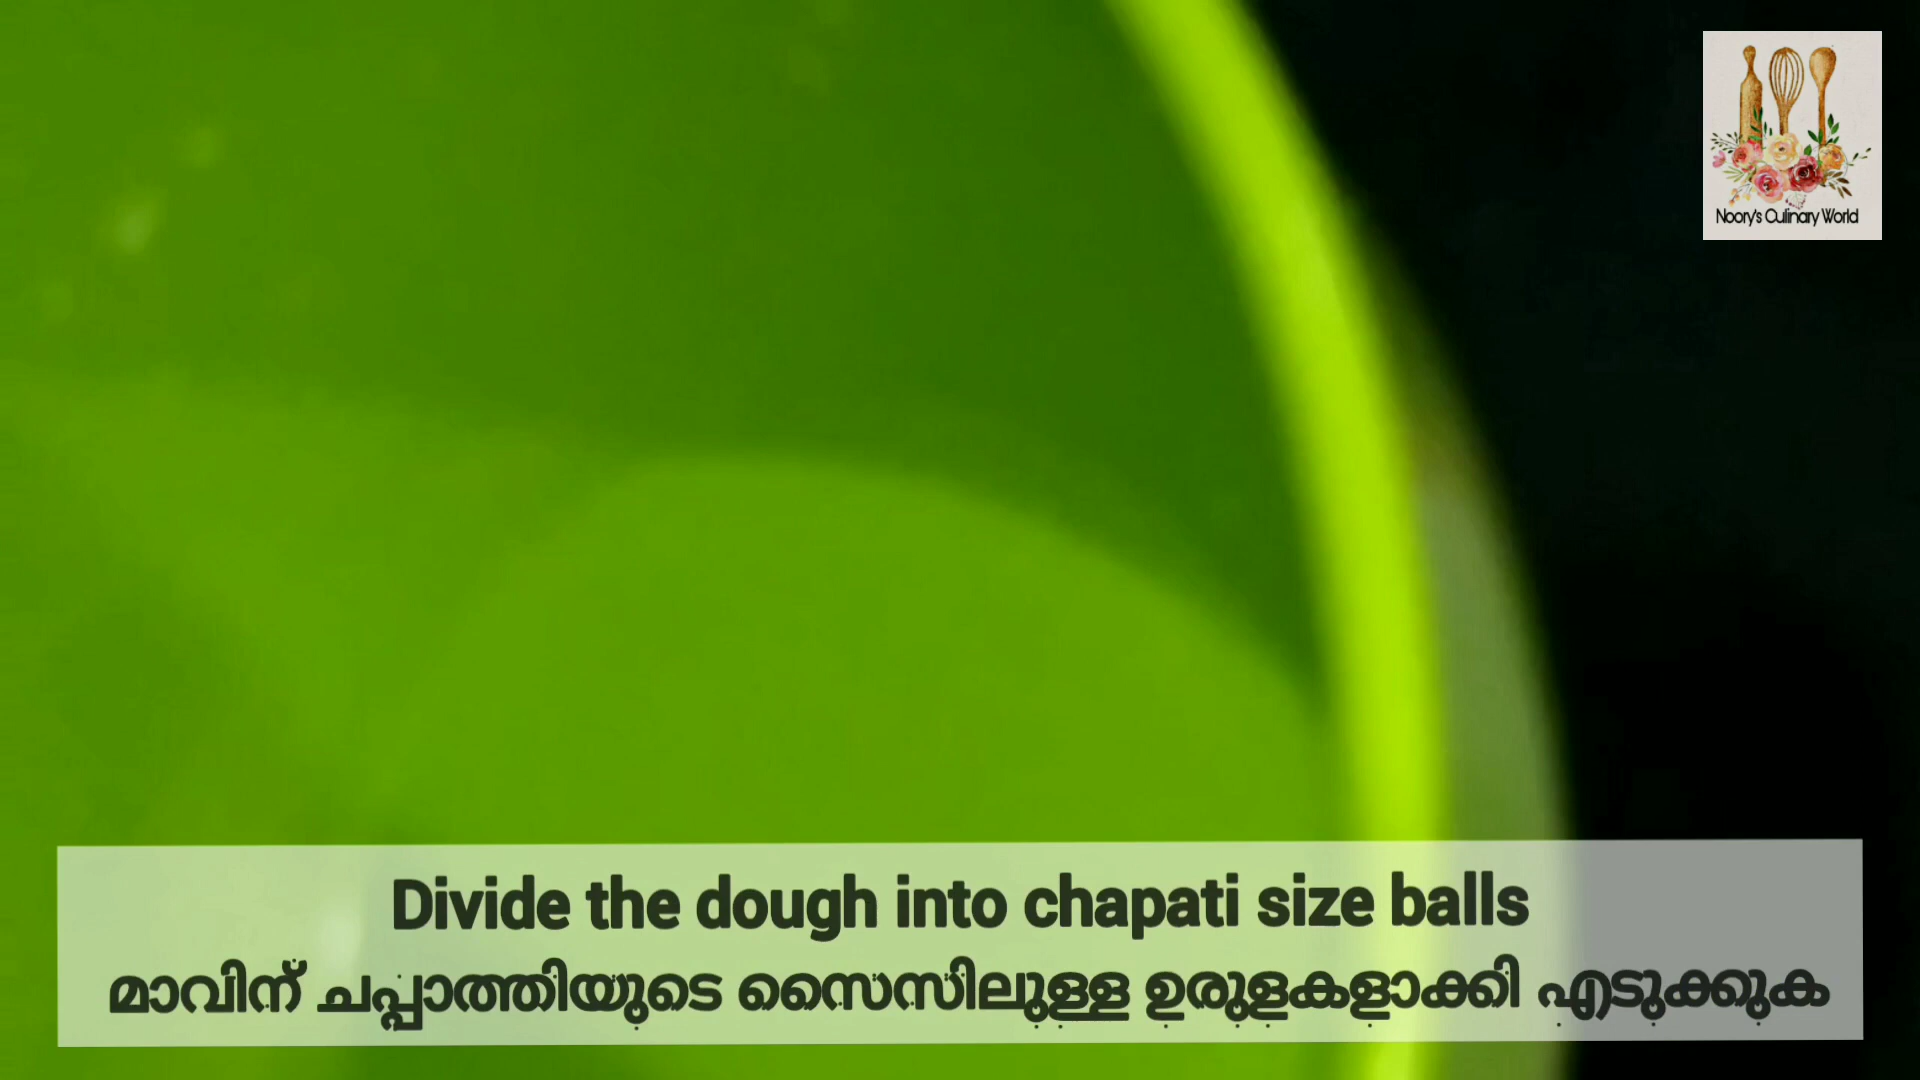 Noory's Culinary World
Divide the dough into chapati size balls
മാവിന് ചപ്പാത്തിയുടെ സൈസിലുള്ള ഉരുളകളാക്കി എടുക്കുക